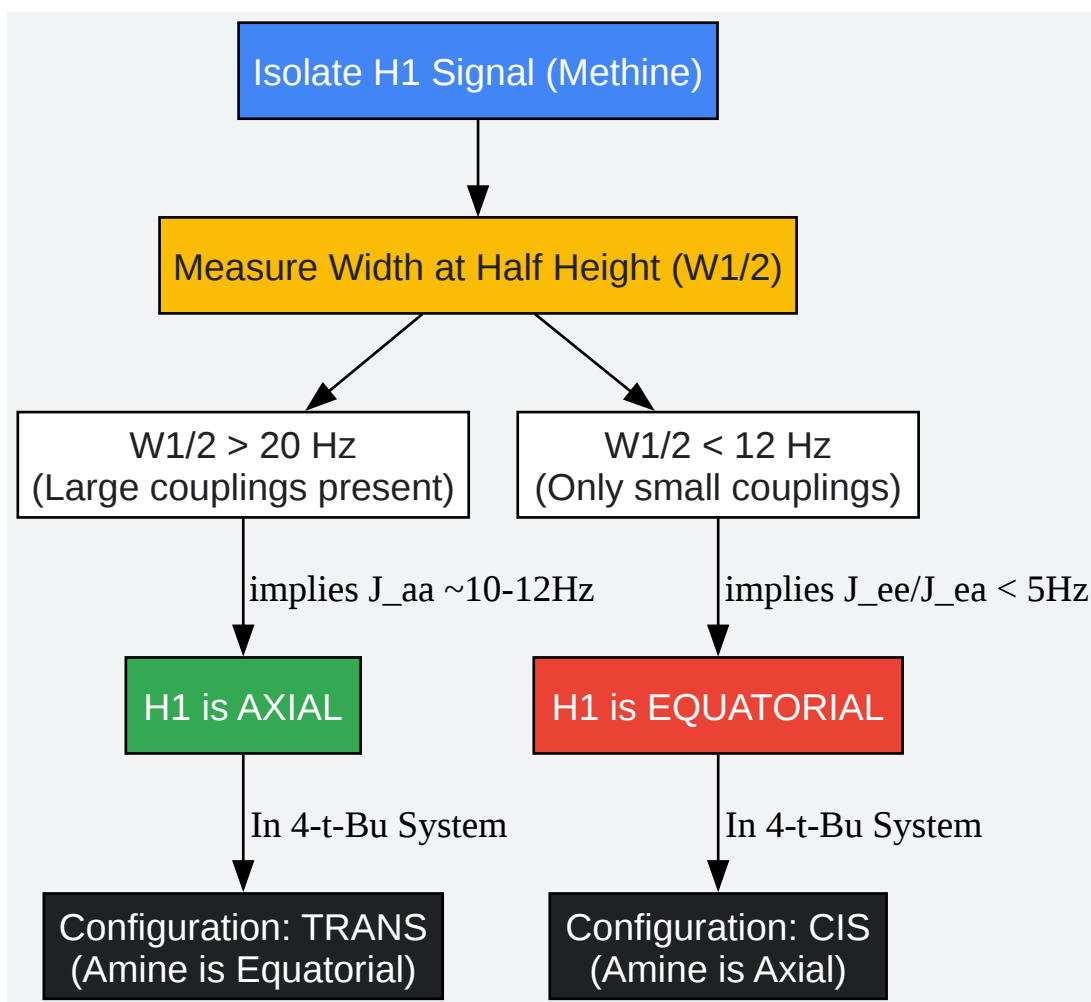 Isolate H1 Signal (Methine)
Measure Width at Half Height (W1/2)
W1/2 > 20 Hz
(Large couplings present)
W1/2 < 12 Hz
(Only small couplings)
implies J_aa ~10-12Hz
implies J_ee/J_ea < 5Hz
H1 is AXIAL
H1 is EQUATORIAL
In 4-t-Bu System
In 4-t-Bu System
Configuration: TRANS
(Amine is Equatorial)
Configuration: CIS
(Amine is Axial)